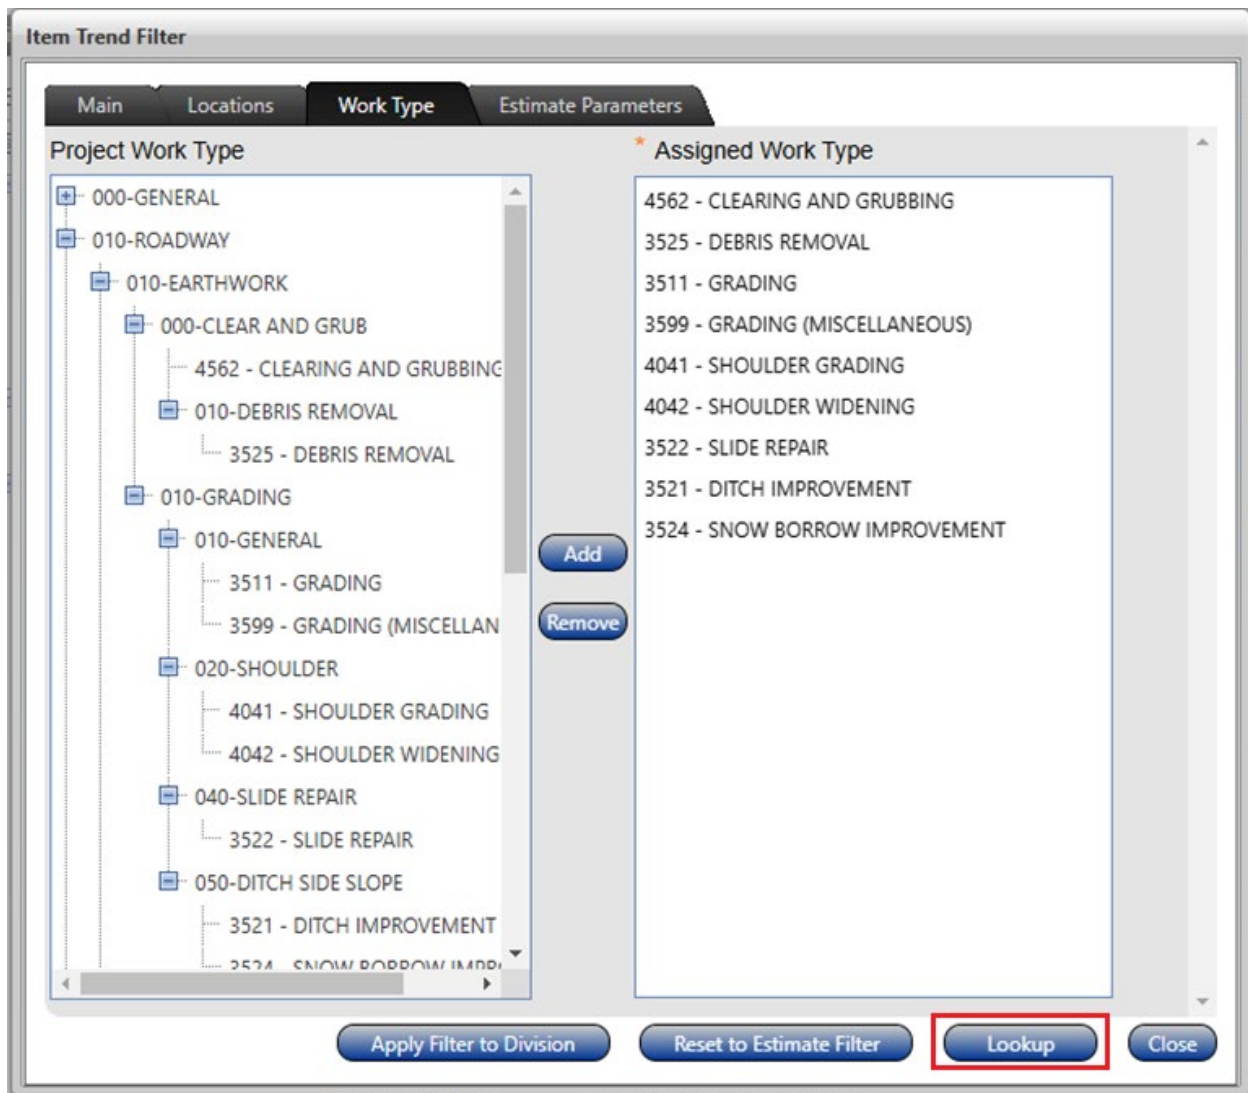 Item Trend Filter
Main Locations Work Type Estimate Parameters
Project Work Type
000-GENERAL
010-ROADWAY
010-EARTHWORK
000-CLEAR AND GRUB
4562 - CLEARING AND GRUBBING
010-DEBRIS REMOVAL
3525 - DEBRIS REMOVAL
010-GRADING
010-GENERAL
3511 - GRADING
3599 - GRADING (MISCELLAN
020-SHOULDER
4041 - SHOULDER GRADING
4042 - SHOULDER WIDENING
040-SLIDE REPAIR
3522 - SLIDE REPAIR
050-DITCH SIDE SLOPE
3521 - DITCH IMPROVEMENT
3524 - SNOW BORROW IMPR
Add
Remove
* Assigned Work Type
4562 - CLEARING AND GRUBBING
3525 - DEBRIS REMOVAL
3511 - GRADING
3599 - GRADING (MISCELLANEOUS)
4041 - SHOULDER GRADING
4042 - SHOULDER WIDENING
3522 - SLIDE REPAIR
3521 - DITCH IMPROVEMENT
3524 - SNOW BORROW IMPROVEMENT
Apply Filter to Division Reset to Estimate Filter Lookup Close